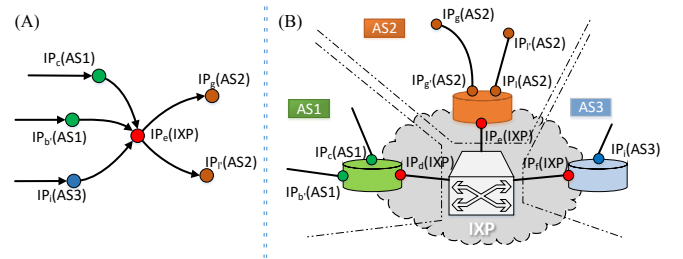 (A)
IPc(AS1)
IPg(AS2)
IPb'(AS1)
IPe(IXP)
IPi(AS3)
IPl'(AS2)
(B)
AS2
IPg(AS2)
IPl'(AS2)
IPg'(AS2)
IPl(AS2)
AS1
AS3
IPe(IXP)
IPc(AS1)
IPd(IXP)
IPf(IXP)
IPi(AS3)
IPb'(AS1)
IXP